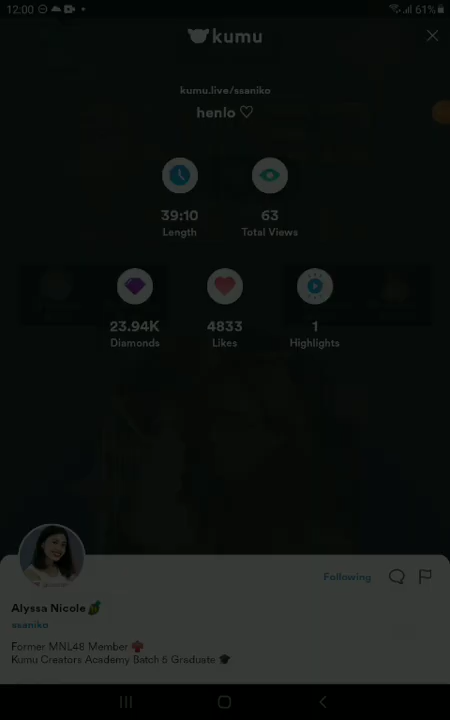 12:00 61%
kumu
kumu.live/ssaniko
henlo ♡
39:10 63
Length Total Views
23.94K 4833 1
Diamonds Likes Highlights
Following
Alyssa Nicole
ssaniko
Former MNL48 Member
Kumu Creators Academy Batch 6 Graduate